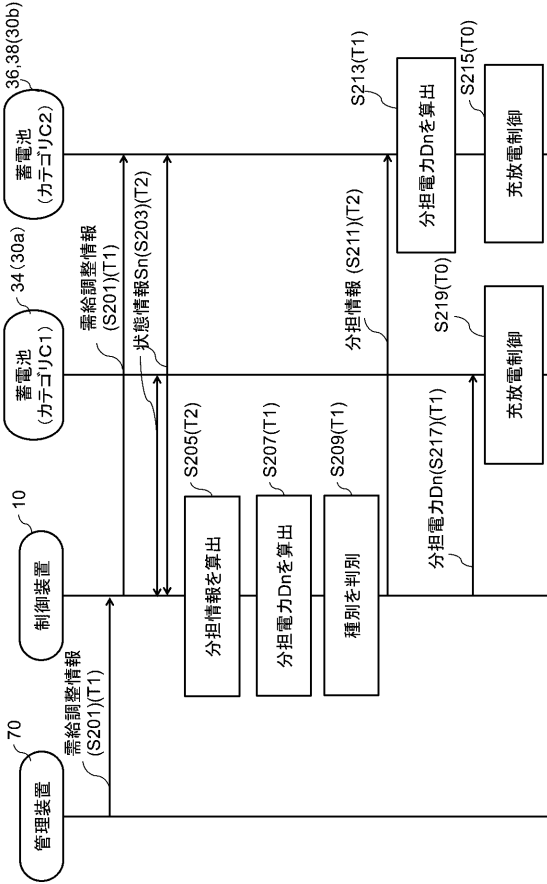 管理装置
70
制御装置
10
蓄電池
(カテゴリC1)
34(30a)
蓄電池
(カテゴリC2)
36,38(30b)
需給調整情報
(S201)(T1)
需給調整情報
(S201)(T1)
状態情報Sn(S203)(T2)
分担情報を算出
S205(T2)
分担電力Dnを算出
S207(T1)
種別を判別
S209(T1)
分担情報 (S211)(T2)
分担電力Dnを算出
S213(T1)
充放電制御
S215(T0)
分担電力Dn(S217)(T1)
充放電制御
S219(T0)